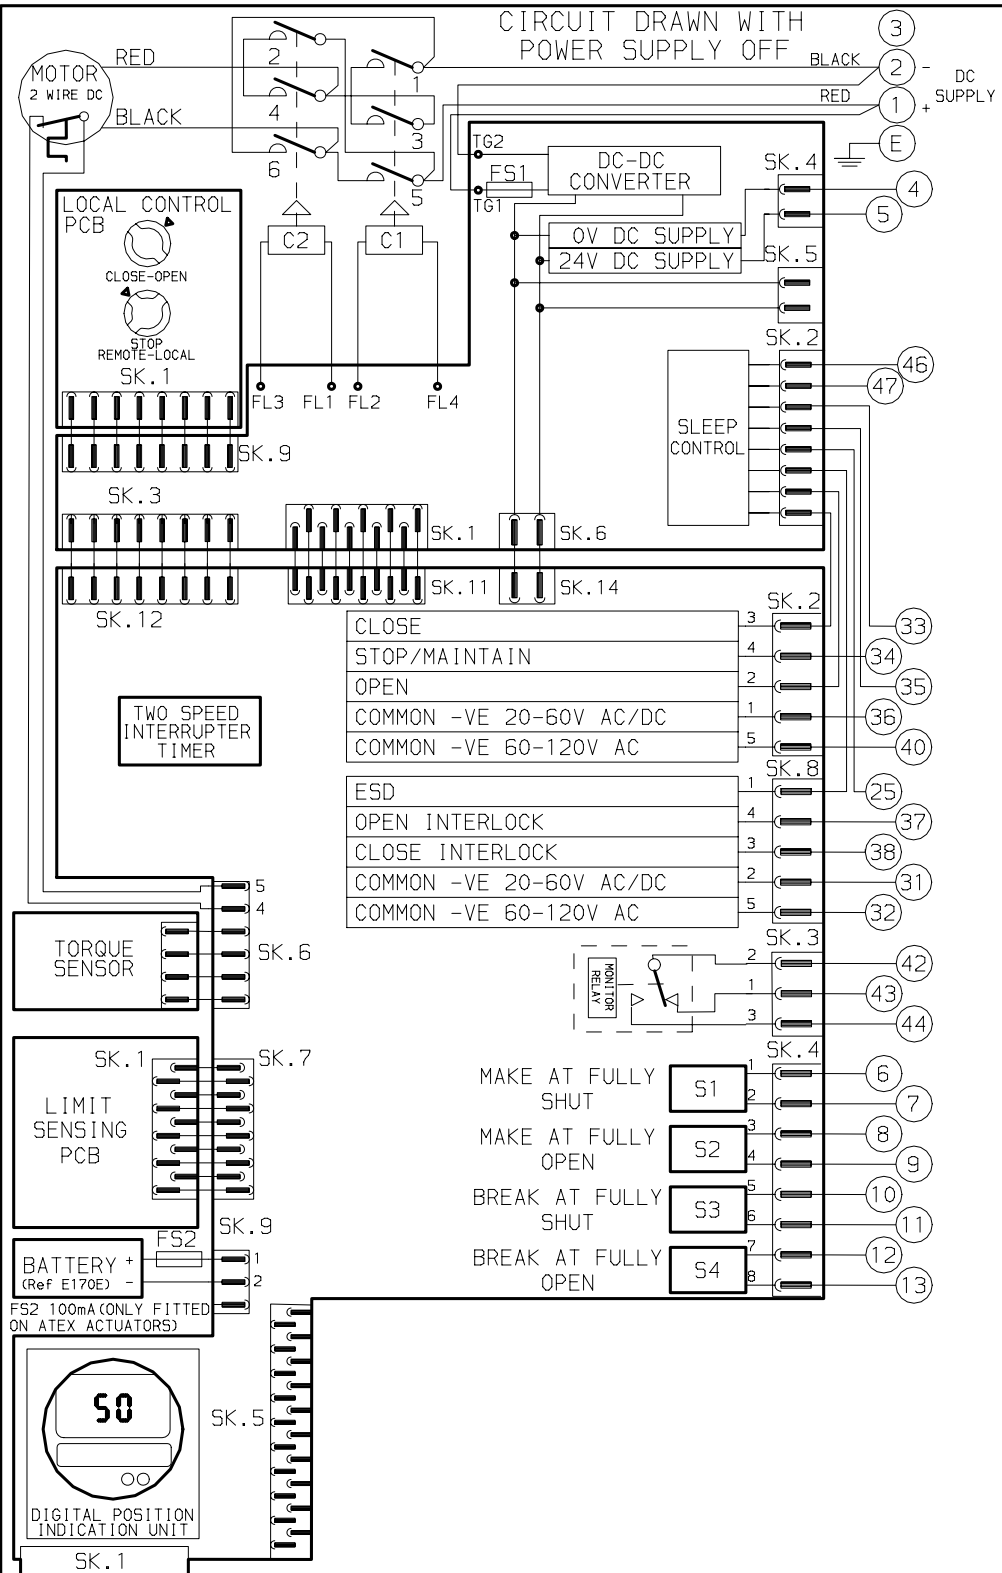 CIRCUIT DRAWN WITH
POWER SUPPLY OFF
3
BLACK
2
-
DC
SUPPLY
RED
1
+
E
MOTOR
2 WIRE DC
RED
BLACK
2
4
6
1
3
5
C2
C1
FL3
FL1
FL2
FL4
TG2
TG1
FS1
DC-DC
CONVERTER
0V DC SUPPLY
24V DC SUPPLY
SK.4
4
5
SK.5
SK.2
46
47
SLEEP
CONTROL
LOCAL CONTROL
PCB
CLOSE-OPEN
STOP
REMOTE-LOCAL
SK.1
SK.9
SK.3
SK.1
SK.6
SK.12
SK.11
SK.14
TWO SPEED
INTERRUPTER
TIMER
SK.2
CLOSE 3 33
STOP/MAINTAIN 4 34
OPEN 2 35
COMMON -VE 20-60V AC/DC 1 36
COMMON -VE 60-120V AC 5 40
SK.8
ESD 1 25
OPEN INTERLOCK 4 37
CLOSE INTERLOCK 3 38
COMMON -VE 20-60V AC/DC 2 31
COMMON -VE 60-120V AC 5 32
SK.3
MONITOR
RELAY
2 42
1 43
3 44
5
4
TORQUE
SENSOR
SK.6
SK.1
SK.7
LIMIT
SENSING
PCB
SK.4
MAKE AT FULLY
SHUT
S1
1 6
2 7
MAKE AT FULLY
OPEN
S2
3 8
4 9
BREAK AT FULLY
SHUT
S3
5 10
6 11
BREAK AT FULLY
OPEN
S4
7 12
8 13
SK.9
FS2
BATTERY + 1
(Ref E170E) - 2
FS2 100mA(ONLY FITTED
ON ATEX ACTUATORS)
50
SK.5
DIGITAL POSITION
INDICATION UNIT
SK.1